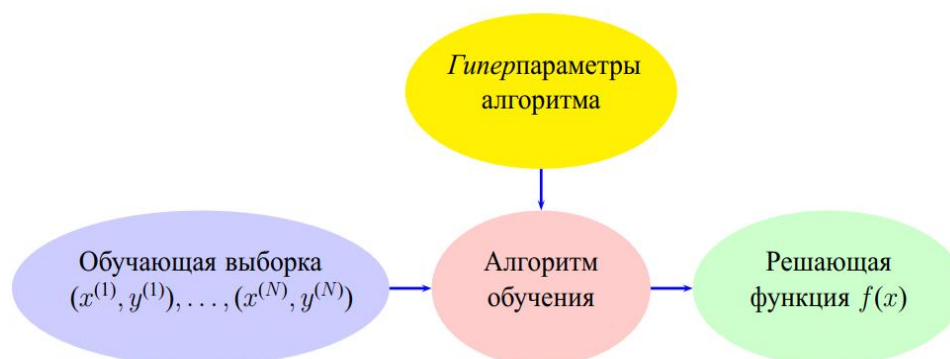 Гиперпараметры
алгоритма
Обучающая выборка
(x^{(1)}, y^{(1)}), . . . , (x^{(N)}, y^{(N)})
Алгоритм
обучения
Решающая
функция f(x)